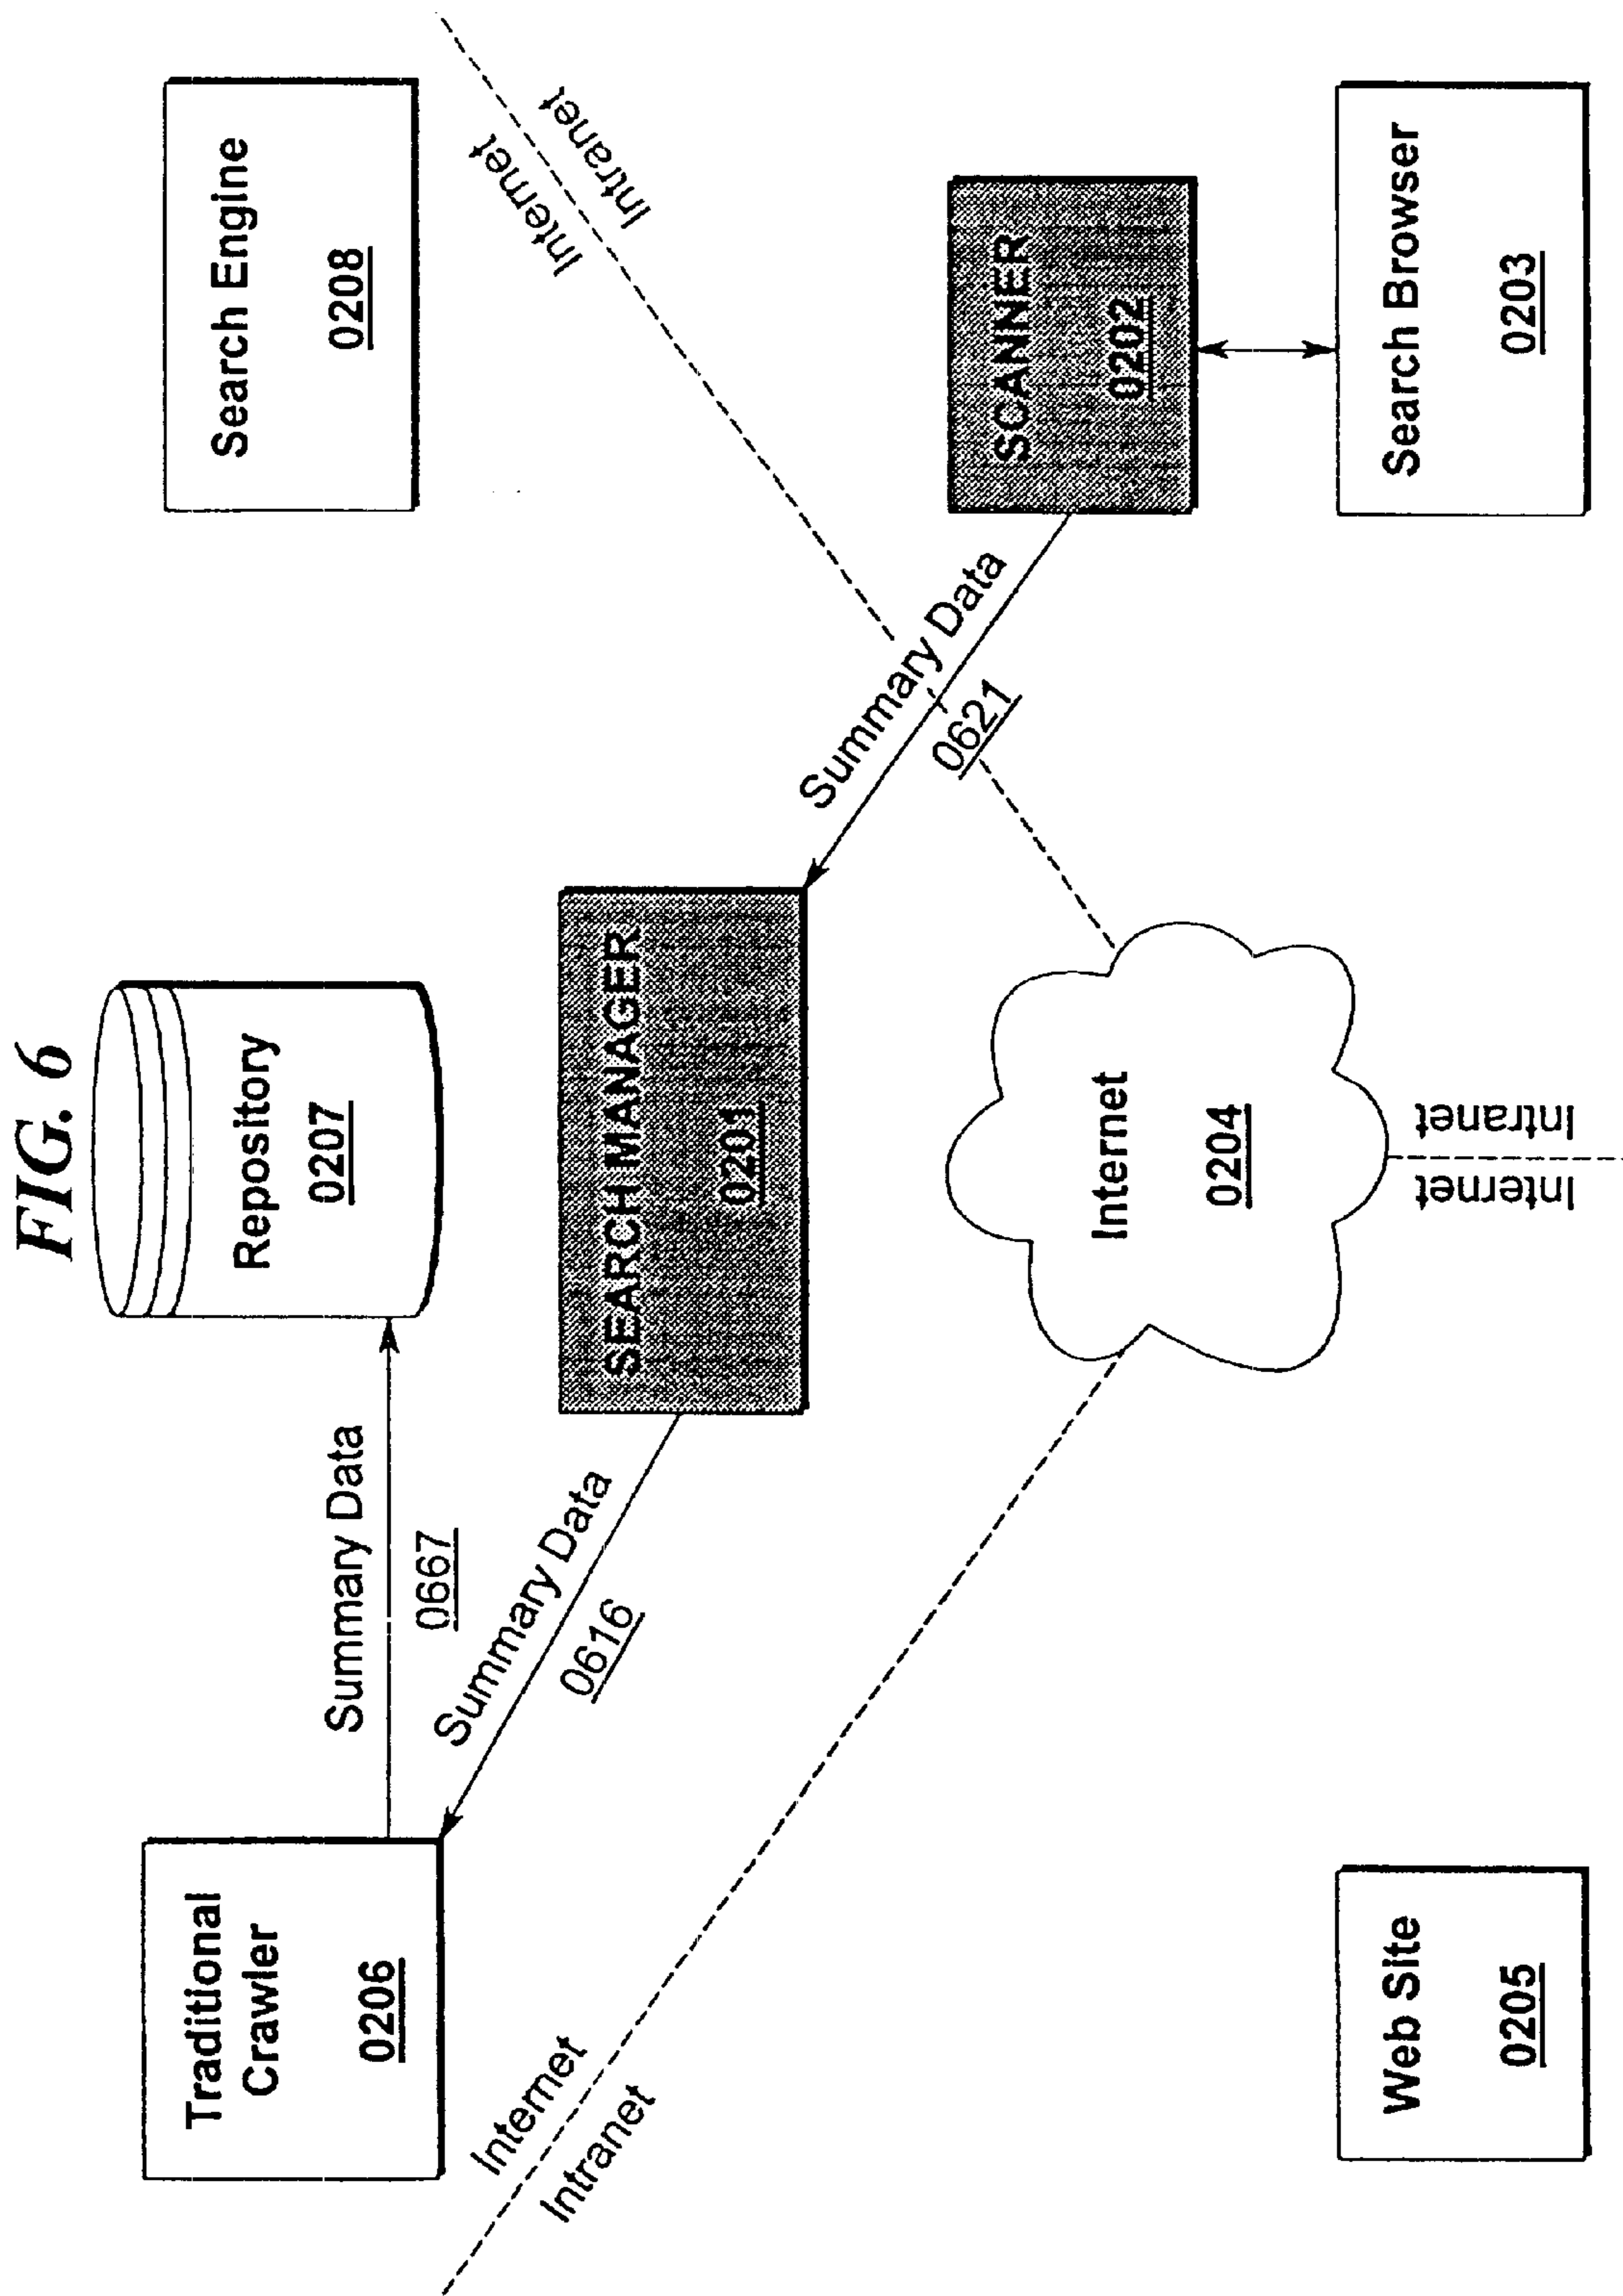 FIG. 6
Traditional
Crawler
0206
Summary Data
0667
Repository
0207
Search Engine
0208
Summary Data
0616
SEARCH MANAGER
0201
Internet
Intranet
Internet
Intranet
Summary Data
0621
SCANNER
0202
Internet
0204
Web Site
0205
Internet
Intranet
Search Browser
0203